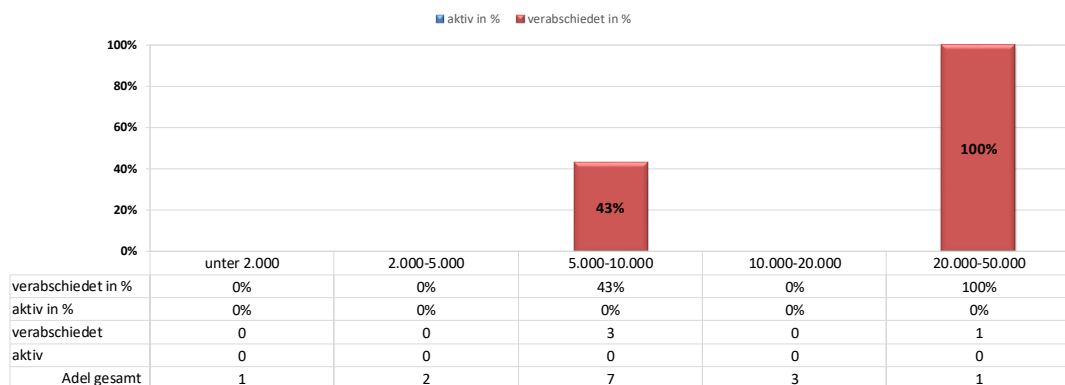 aktiv in % verabschiedet in %
100%
80%
60%
40%
20%
0%
100%
43%
unter 2.000 2.000-5.000 5.000-10.000 10.000-20.000 20.000-50.000
verabschiedet in % 0% 0% 43% 0% 100%
aktiv in % 0% 0% 0% 0% 0%
verabschiedet 0 0 3 0 1
aktiv 0 0 0 0 0
Adel gesamt 1 2 7 3 1